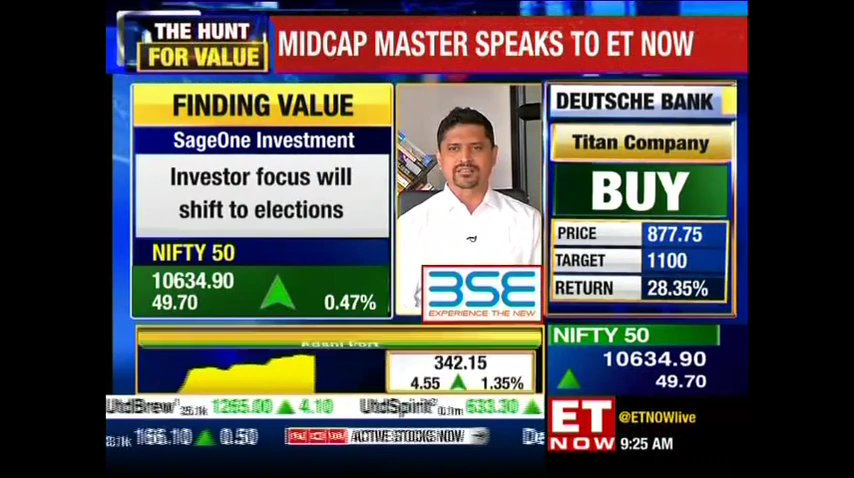 THE HUNT
FOR VALUE
MIDCAP MASTER SPEAKS TO ET NOW
FINDING VALUE
SageOne Investment
Investor focus will
shift to elections
NIFTY 50
10634.90
49.70 0.47%
BSE
EXPERIENCE THE NEW
DEUTSCHE BANK
Titan Company
BUY
PRICE 877.75
TARGET 1100
RETURN 28.35%
342.15
4.55 1.35%
NIFTY 50
10634.90
49.70
UtdBrew 1265.00 4.10 UtdSpirit 633.30
166.10 0.50 ACTIVE STOCKS NOW
ET
NOW
@ETNOWlive
9:25 AM